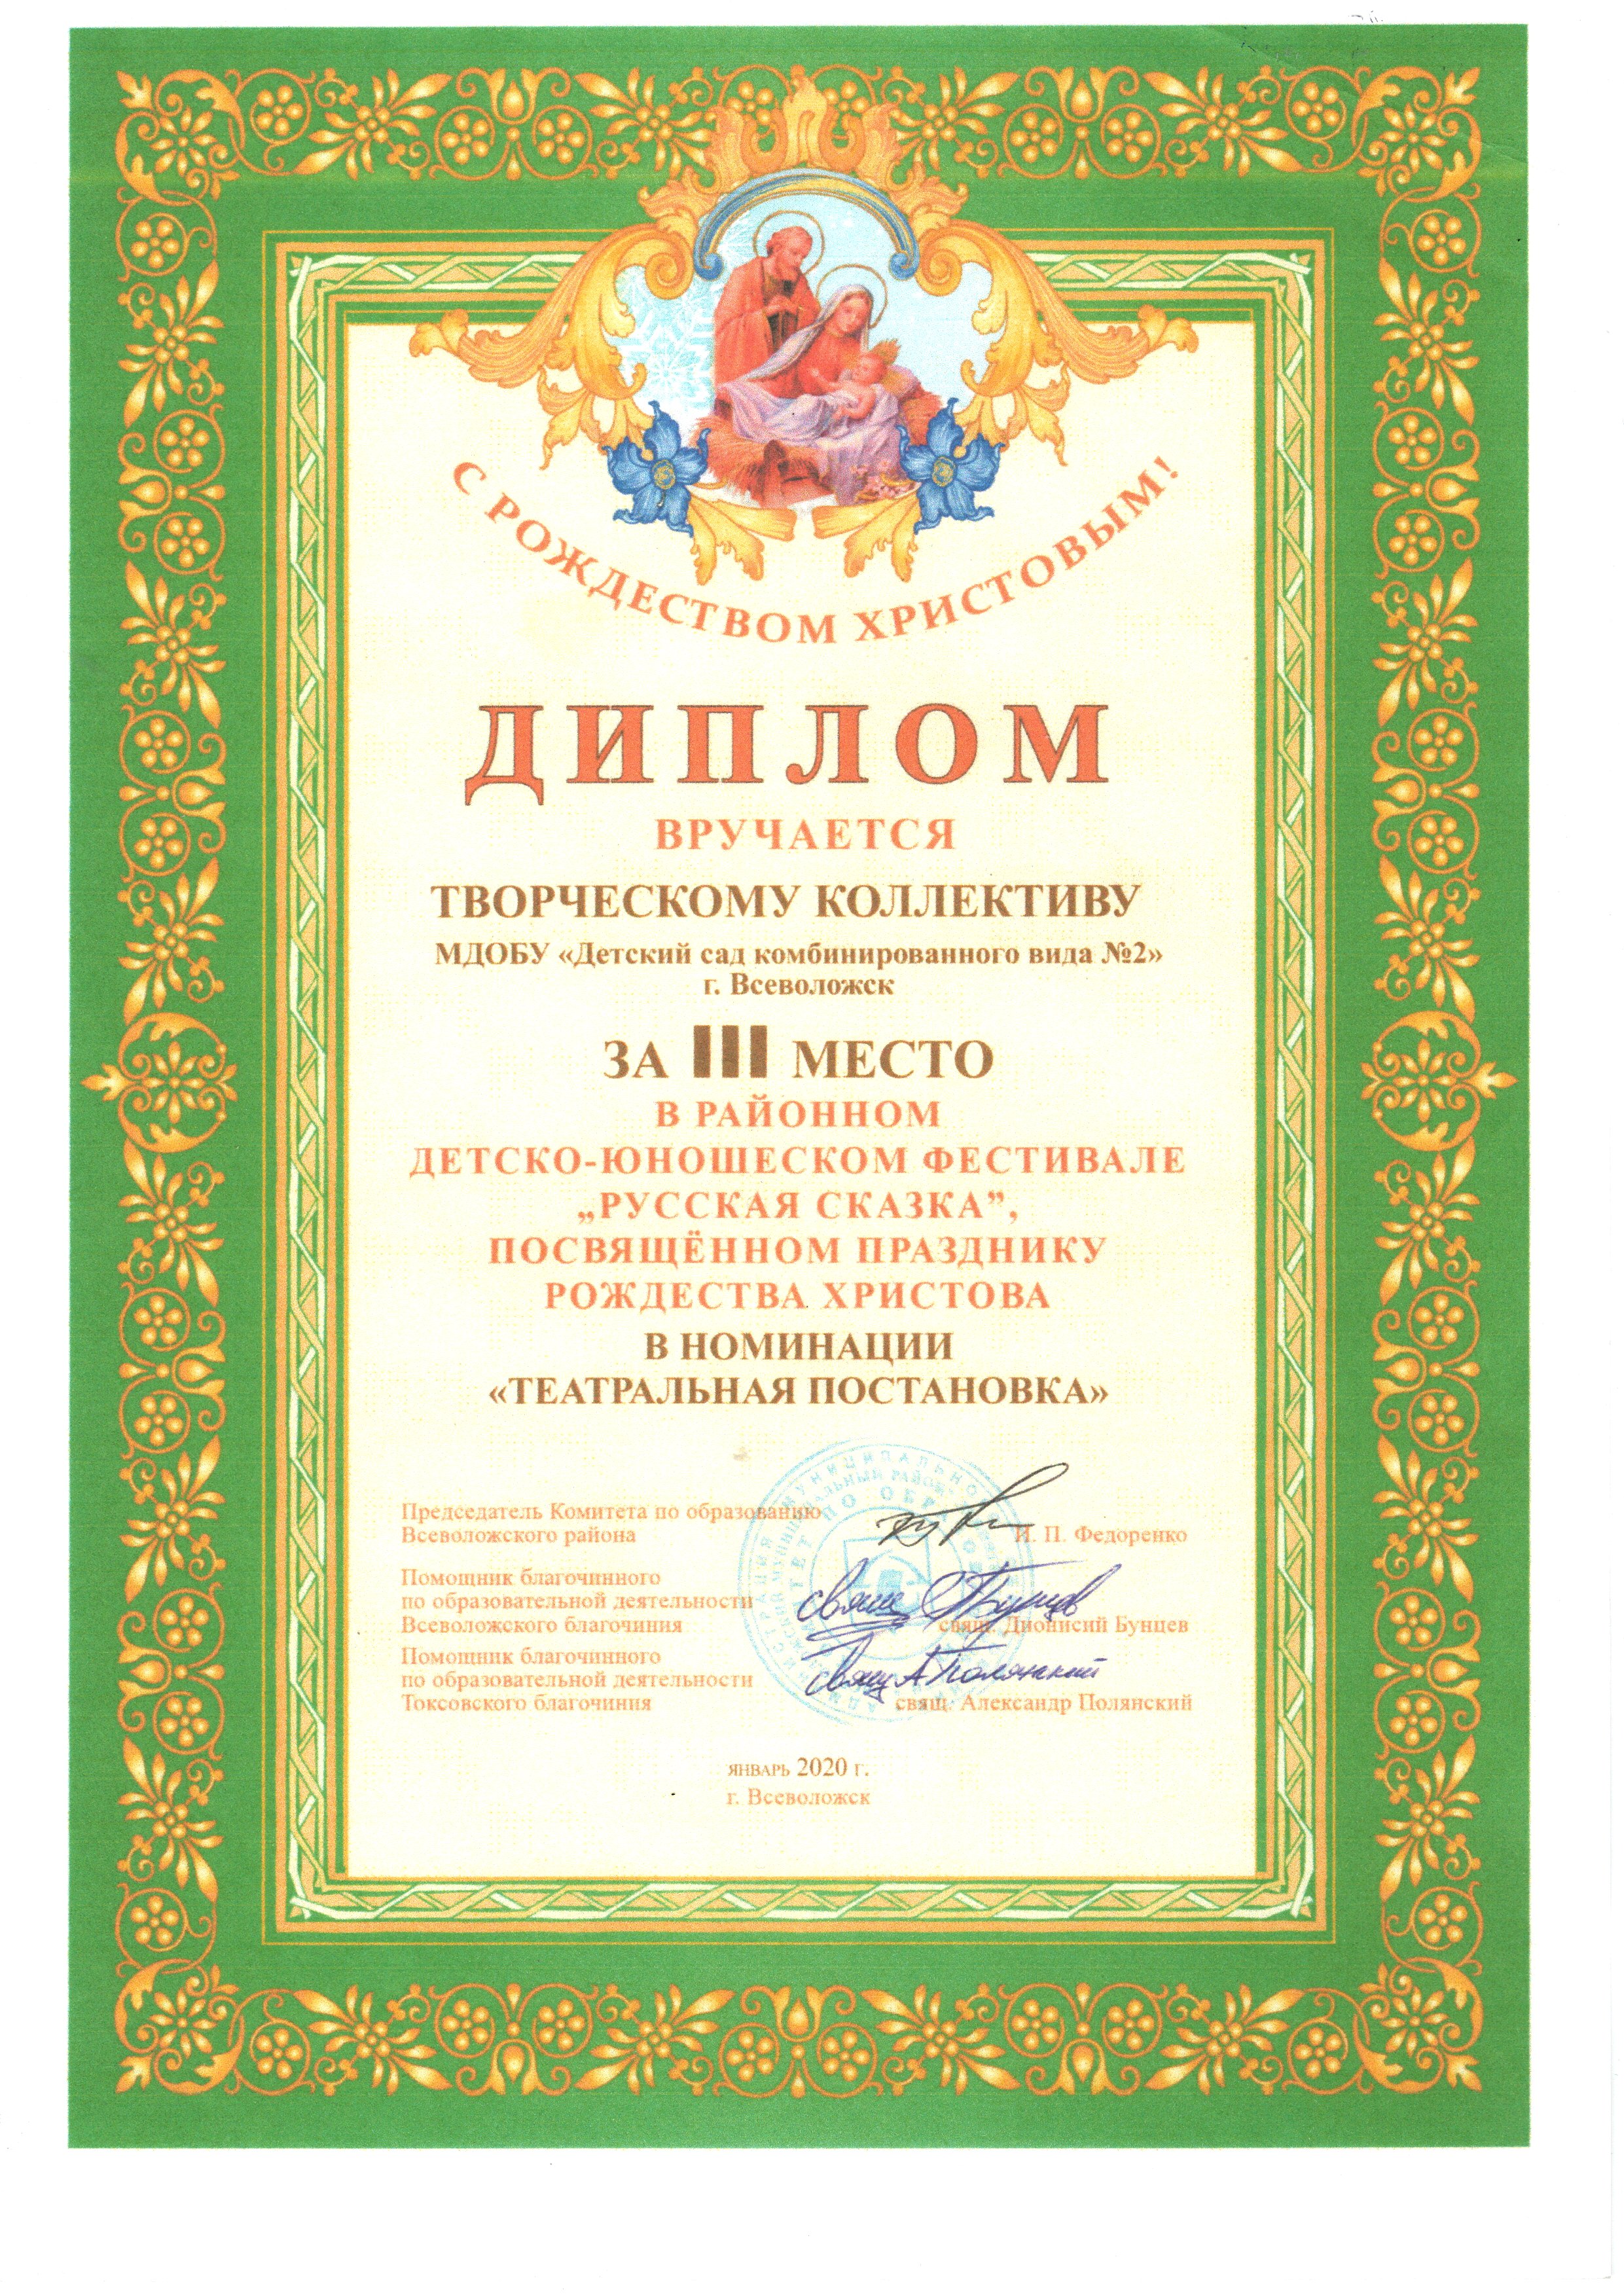 С РОЖДЕСТВОМ ХРИСТОВЫМ!
ДИПЛОМ
ВРУЧАЕТСЯ
ТВОРЧЕСКОМУ КОЛЛЕКТИВУ
МДОБУ «Детский сад комбинированного вида №2»
г. Всеволожск
ЗА III МЕСТО
В РАЙОННОМ
ДЕТСКО-ЮНОШЕСКОМ ФЕСТИВАЛЕ
„РУССКАЯ СКАЗКА”,
ПОСВЯЩЁННОМ ПРАЗДНИКУ
РОЖДЕСТВА ХРИСТОВА
В НОМИНАЦИИ
«ТЕАТРАЛЬНАЯ ПОСТАНОВКА»
Председатель Комитета по образованию
Всеволожского района И. П. Федоренко
Помощник благочинного
по образовательной деятельности
Всеволожского благочиния свящ. Дионисий Бунцев
Помощник благочинного
по образовательной деятельности
Токсовского благочиния свящ. Александр Полянский
ЯНВАРЬ 2020 г.
г. Всеволожск